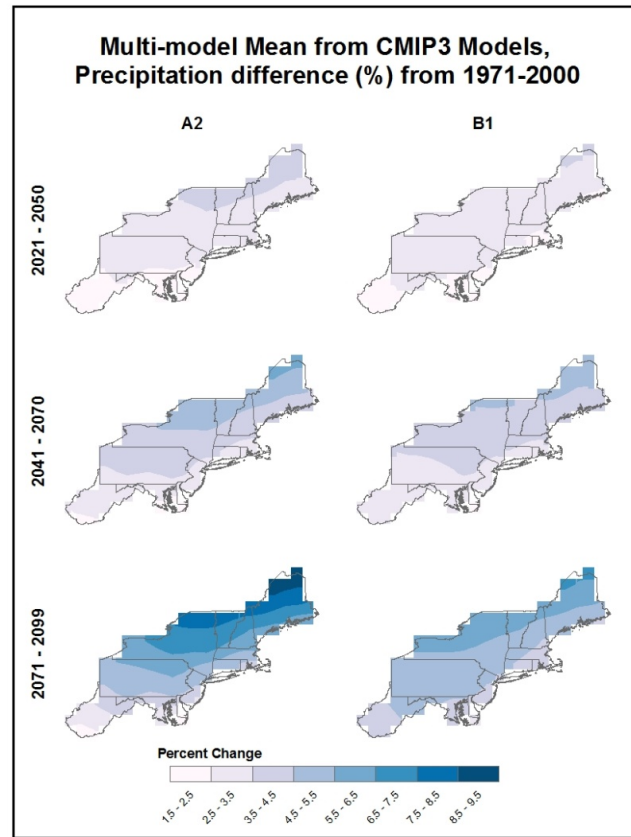 Multi-model Mean from CMIP3 Models,
Precipitation difference (%) from 1971-2000
A2
B1
2021 - 2050
2041 - 2070
2071 - 2099
Percent Change
1.5 - 2.5
2.5 - 3.5
3.5 - 4.5
4.5 - 5.5
5.5 - 6.5
6.5 - 7.5
7.5 - 8.5
8.5 - 9.5